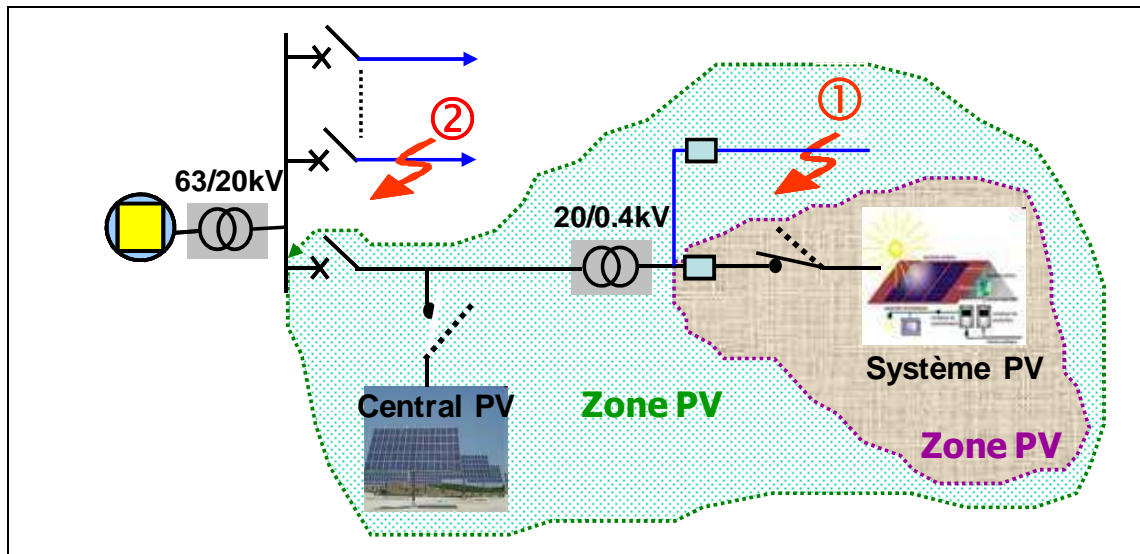 ②
①
63/20kV
20/0.4kV
Système PV
Central PV
Zone PV
Zone PV